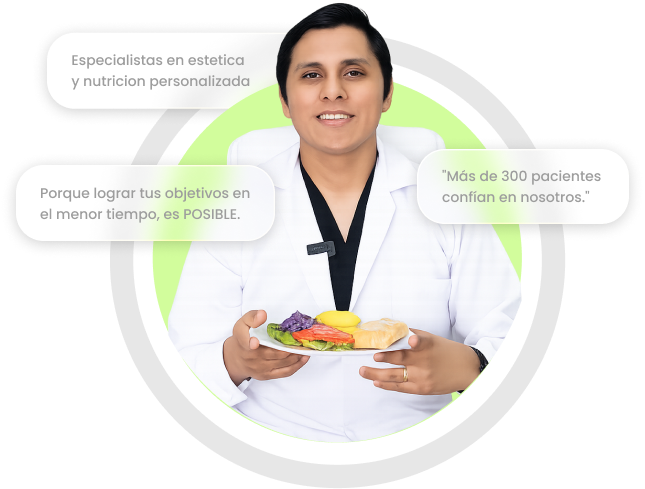 Especialistas en estetica
y nutricion personalizada
Porque lograr tus objetivos en
el menor tiempo, es POSIBLE.
"Más de 300 pacientes
confían en nosotros."